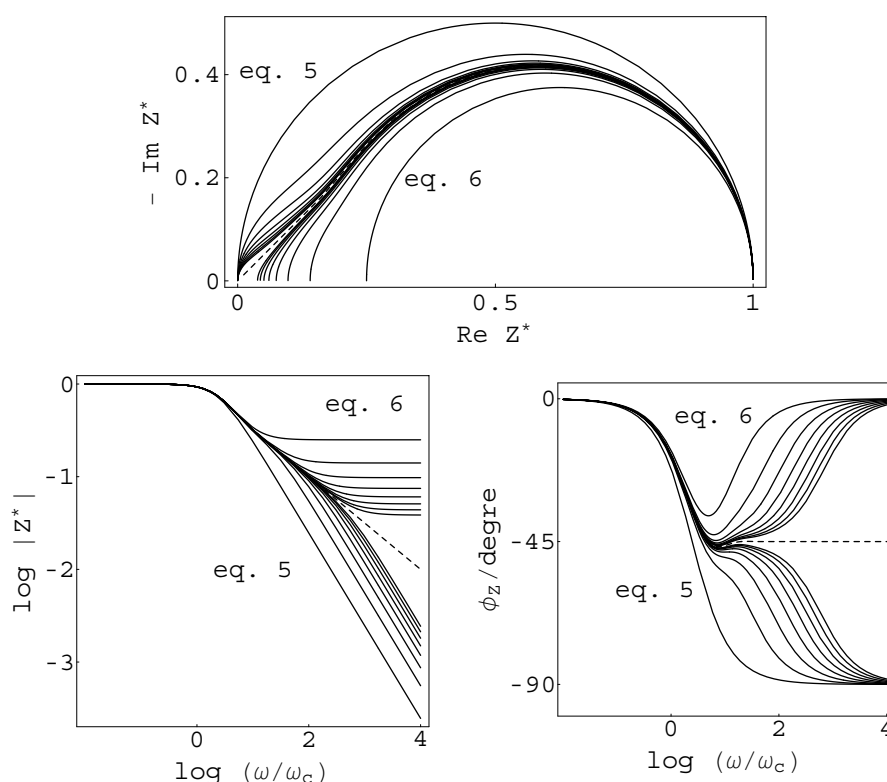 eq. 5
0.4
0.2
0
- Im Z*
eq. 6
0
0.5
1
Re Z*
0
-1
-2
-3
log |Z*|
eq. 6
eq. 5
0
2
4
log (ω/ωc)
0
-45
-90
ϕZ/degre
eq. 6
eq. 5
0
2
4
log (ω/ωc)